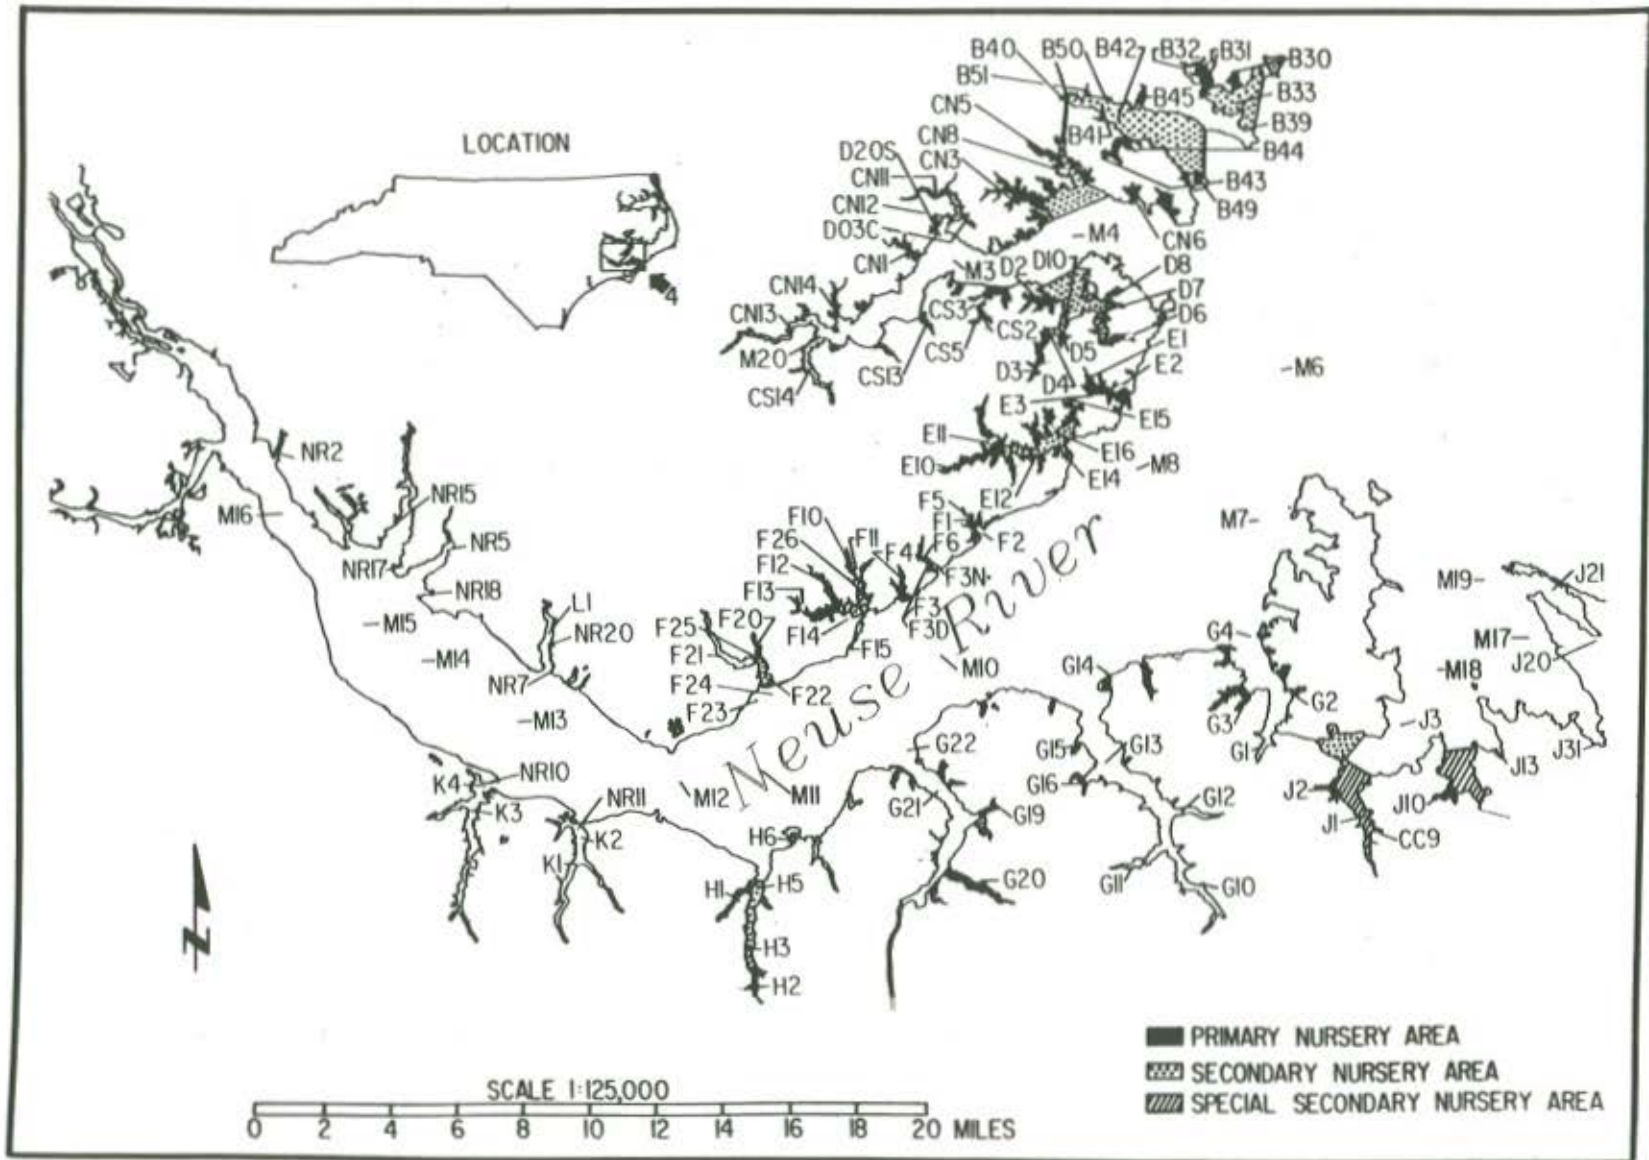 LOCATION
4
B40
B50
B42
B32
B31
B30
B51
B33
B45
CN5
B39
B41
CN8
B44
D20S
CN3
CN11
B43
B49
CN12
D03C
M4
CN6
CN1
M3
D2
D10
D8
CN14
D7
CS3
D6
CN13
CS2
D5
E1
M20
CS5
E2
M6
CS13
D3
D4
CS14
E3
E15
E11
E16
NR2
E10
M8
E14
E12
NR15
F5
M16
F10
F1
M7
F26
F11
F4
F6
F2
NR5
F12
NR17
F3N
M19
J21
F13
NR18
L1
F3
F14
F3D
M15
F20
G4
NR20
F25
M17
F21
F15
J20
M14
M10
G14
M18
NR7
F24
F22
G2
F23
G3
M13
J3
G22
G15
G13
G1
J31
J13
NR10
G16
K4
M12
M11
J2
J10
NR11
G21
G12
K3
G19
J1
H6
CC9
K2
K1
H1
H5
G20
G11
G10
H3
H2
Neuse River
N
PRIMARY NURSERY AREA
SECONDARY NURSERY AREA
SPECIAL SECONDARY NURSERY AREA
SCALE 1:125,000
0 2 4 6 8 10 12 14 16 18 20 MILES